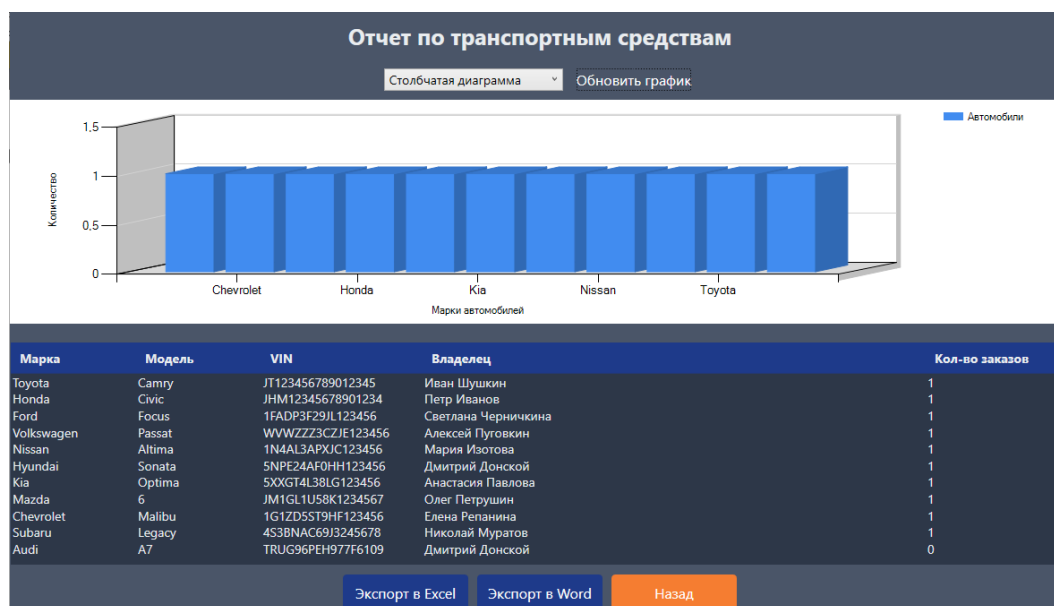 Отчет по транспортным средствам
Столбчатая диаграмма Обновить график
Автомобили
1,5
1
0,5
0
Количество
Chevrolet Honda Kia Nissan Toyota
Марки автомобилей
Марка Модель VIN Владелец Кол-во заказов
Toyota Camry JT123456789012345 Иван Шушкин 1
Honda Civic JHM12345678901234 Петр Иванов 1
Ford Focus 1FADP3F29JL123456 Светлана Черничкина 1
Volkswagen Passat WVWZZZ3CZJE123456 Алексей Пуговкин 1
Nissan Altima 1N4AL3APXJC123456 Мария Изотова 1
Hyundai Sonata 5NPE24AF0HH123456 Дмитрий Донской 1
Kia Optima 5XXGT4L38LG123456 Анастасия Павлова 1
Mazda 6 JM1GL1U58K1234567 Олег Петрушин 1
Chevrolet Malibu 1G1ZD5ST9HF123456 Елена Репанина 1
Subaru Legacy 4S3BNAC69J3245678 Николай Муратов 1
Audi A7 TRUG96PEH977F6109 Дмитрий Донской 0
Экспорт в Excel Экспорт в Word Назад